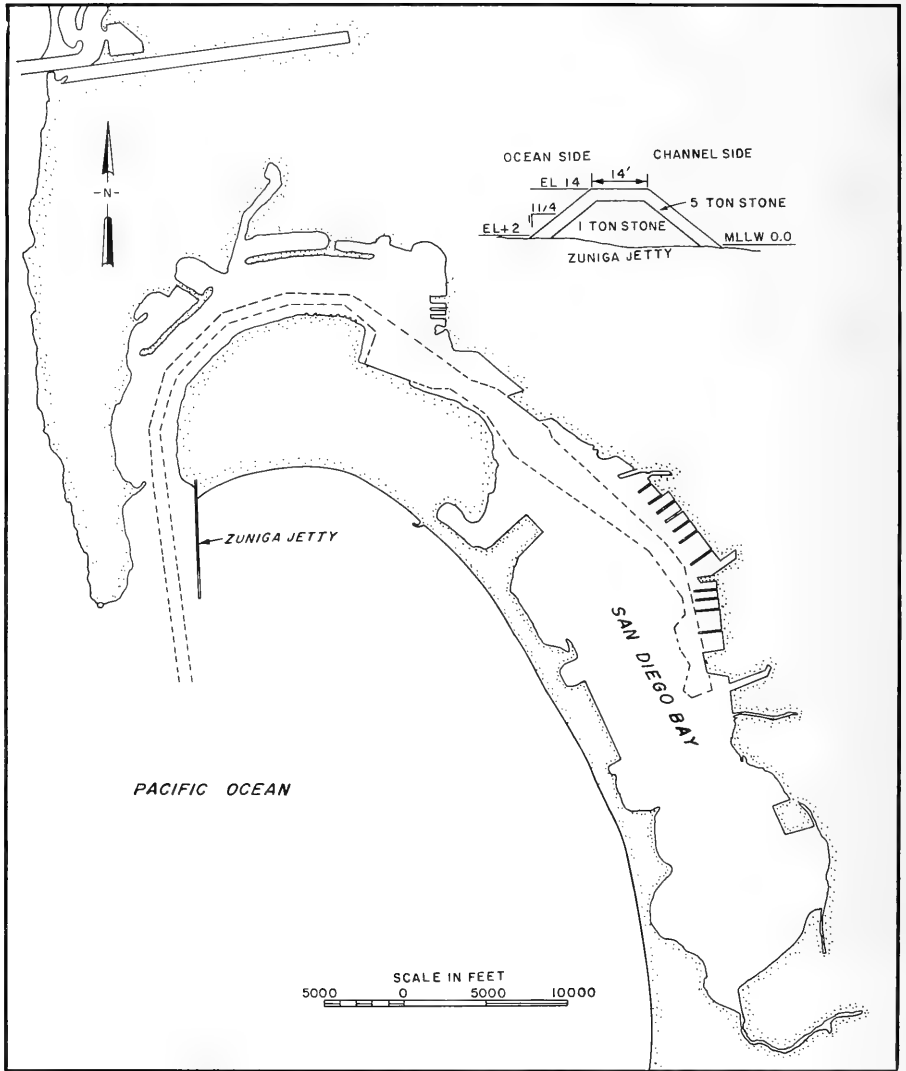 N
OCEAN SIDE
CHANNEL SIDE
EL 14
14'
1 1/4
5 TON STONE
1 TON STONE
EL+2
MLLW 0.0
ZUNIGA JETTY
ZUNIGA JETTY
SAN DIEGO BAY
PACIFIC OCEAN
SCALE IN FEET
5000 0 5000 10000